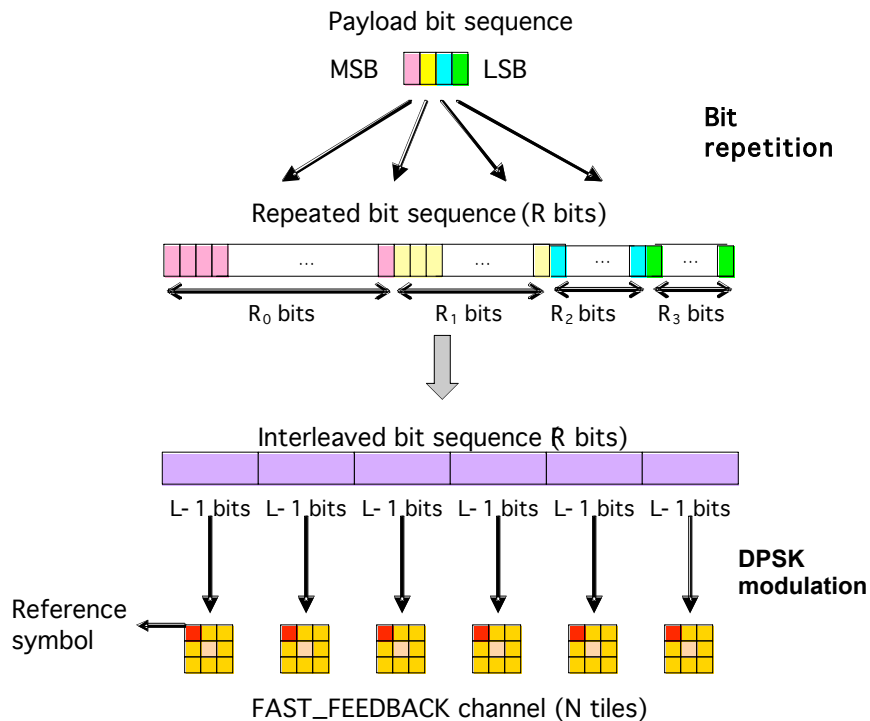 Payload bit sequence
MSB LSB
Bit
repetition
Repeated bit sequence (R bits)
... ... ... ...
R₀ bits R₁ bits R₂ bits R₃ bits
Interleaved bit sequence (R bits)
L- 1 bits L- 1 bits L- 1 bits L- 1 bits L- 1 bits L- 1 bits
DPSK
modulation
Reference
symbol
FAST_FEEDBACK channel (N tiles)